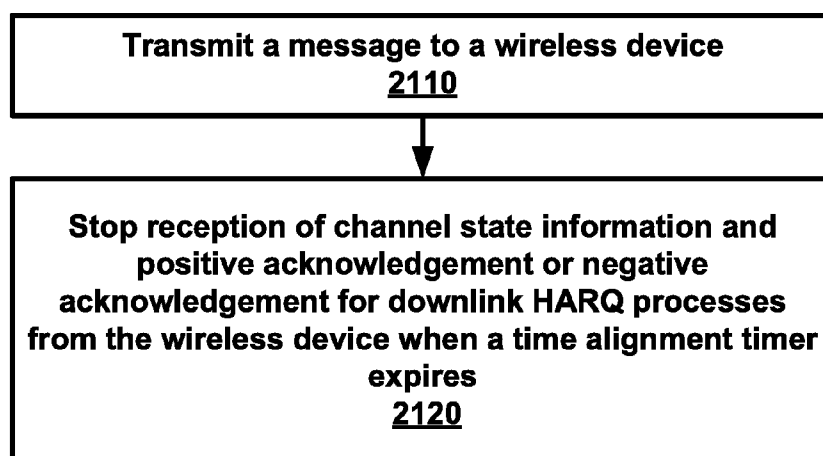 Transmit a message to a wireless device
2110
Stop reception of channel state information and
positive acknowledgement or negative
acknowledgement for downlink HARQ processes
from the wireless device when a time alignment timer
expires
2120